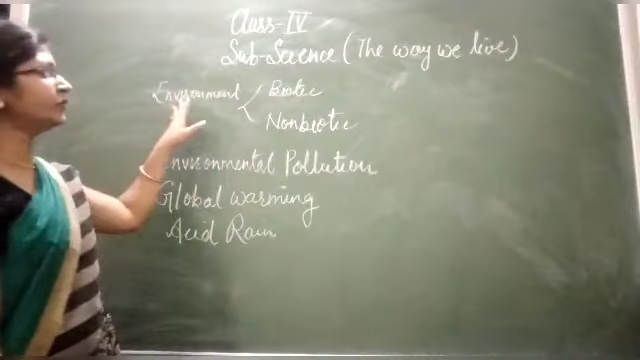 Class-IV
Sub-Science (The way we live)
Environment < Biotic
Nonbiotic
Environmental Pollution
Global warming
Acid Rain